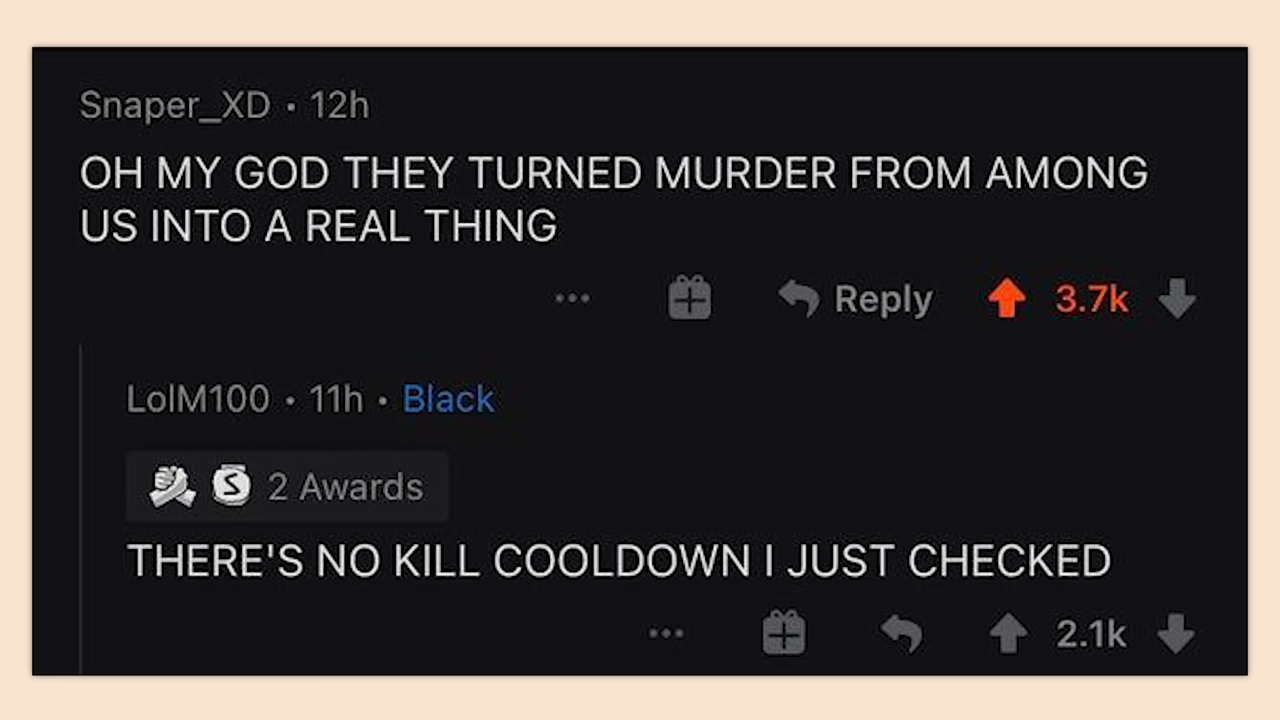 Snaper_XD • 12h
OH MY GOD THEY TURNED MURDER FROM AMONG
US INTO A REAL THING
Reply 3.7k
LolM100 • 11h • Black
S 2 Awards
THERE'S NO KILL COOLDOWN I JUST CHECKED
2.1k